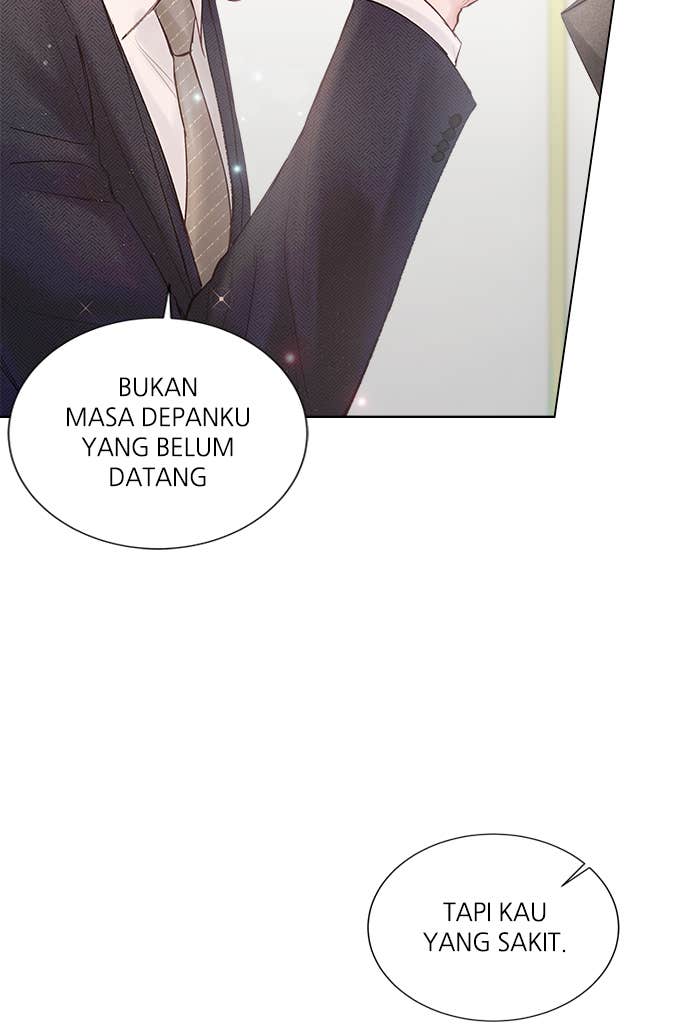 BUKAN
MASA DEPANKU
YANG BELUM
DATANG
TAPI KAU
YANG SAKIT.